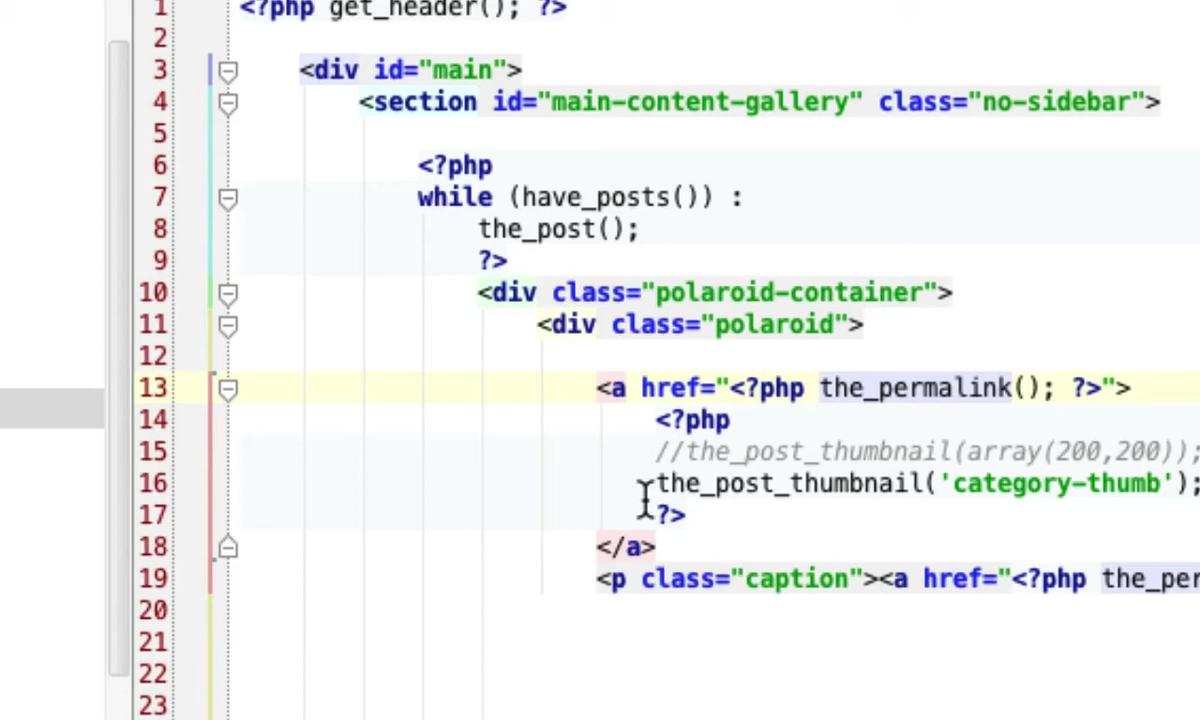 1 <?php get_header(); ?>
2
3 <div id="main">
4 <section id="main-content-gallery" class="no-sidebar">
5
6 <?php
7 while (have_posts()) :
8 the_post();
9 ?>
10 <div class="polaroid-container">
11 <div class="polaroid">
12
13 <a href="<?php the_permalink(); ?>">
14 <?php
15 //the_post_thumbnail(array(200,200));
16 the_post_thumbnail('category-thumb');
17 ?>
18 </a>
19 <p class="caption"><a href="<?php the_per
20
21
22
23